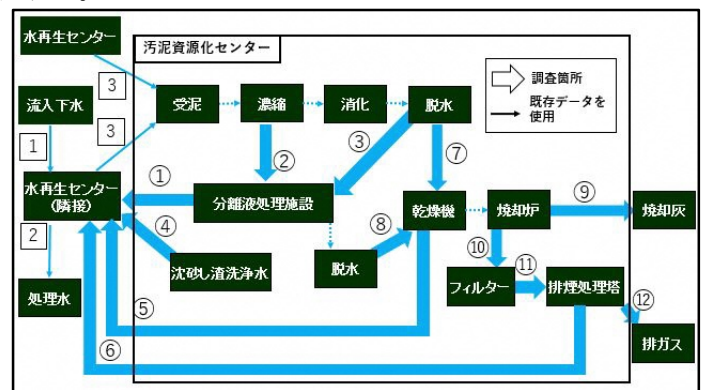 水再生センター
汚泥資源化センター
調査箇所
既存データを
使用
3
受泥
濃縮
消化
脱水
流入下水
1
3
②
③
⑦
水再生センター
(隣接)
①
分離液処理施設
乾燥機
焼却炉
⑨
焼却灰
④
⑧
⑩
2
沈砂し渣洗浄水
脱水
フィルター
⑪
排煙処理塔
⑫
処理水
⑤
⑥
排ガス